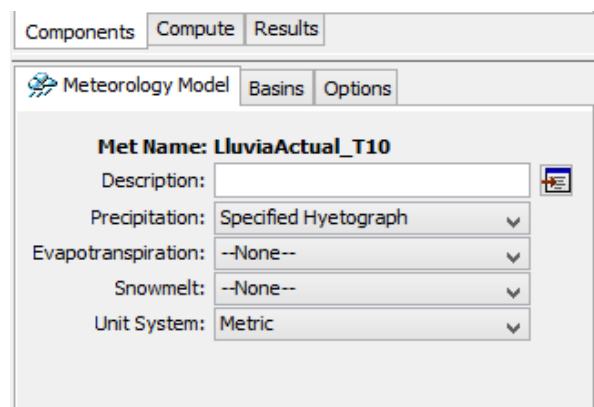 Components Compute Results
Meteorology Model Basins Options
Met Name: LluviaActual_T10
Description:
Precipitation: Specified Hyetograph
Evapotranspiration: --None--
Snowmelt: --None--
Unit System: Metric